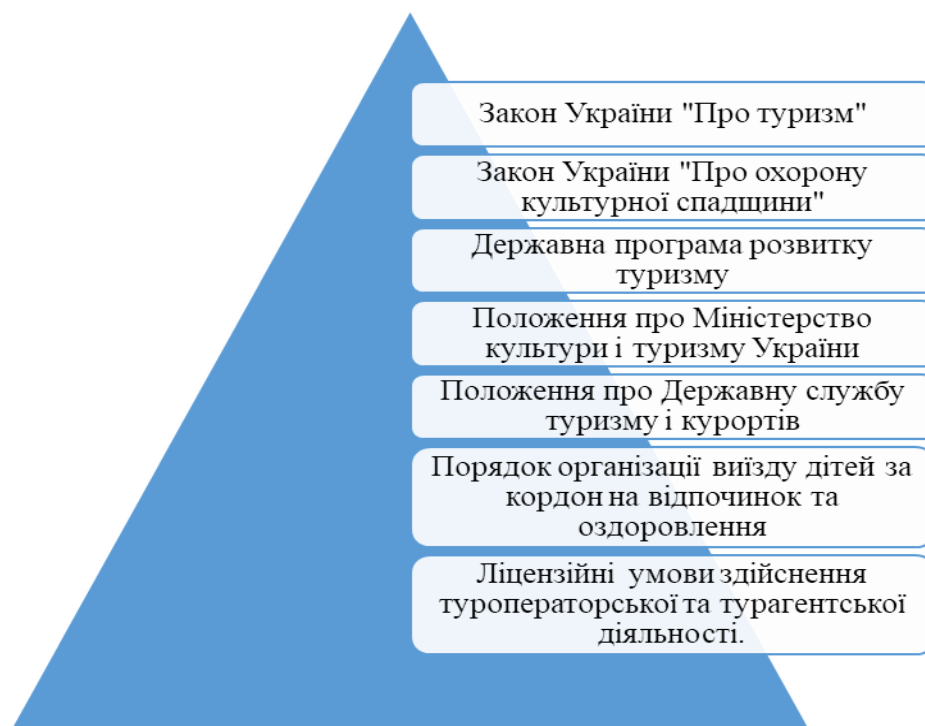 Закон України "Про туризм"
Закон України "Про охорону
культурної спадщини"
Державна програма розвитку
туризму
Положення про Міністерство
культури і туризму України
Положення про Державну службу
туризму і курортів
Порядок організації виїзду дітей за
кордон на відпочинок та
оздоровлення
Ліцензійні умови здійснення
туроператорської та турагентської
діяльності.